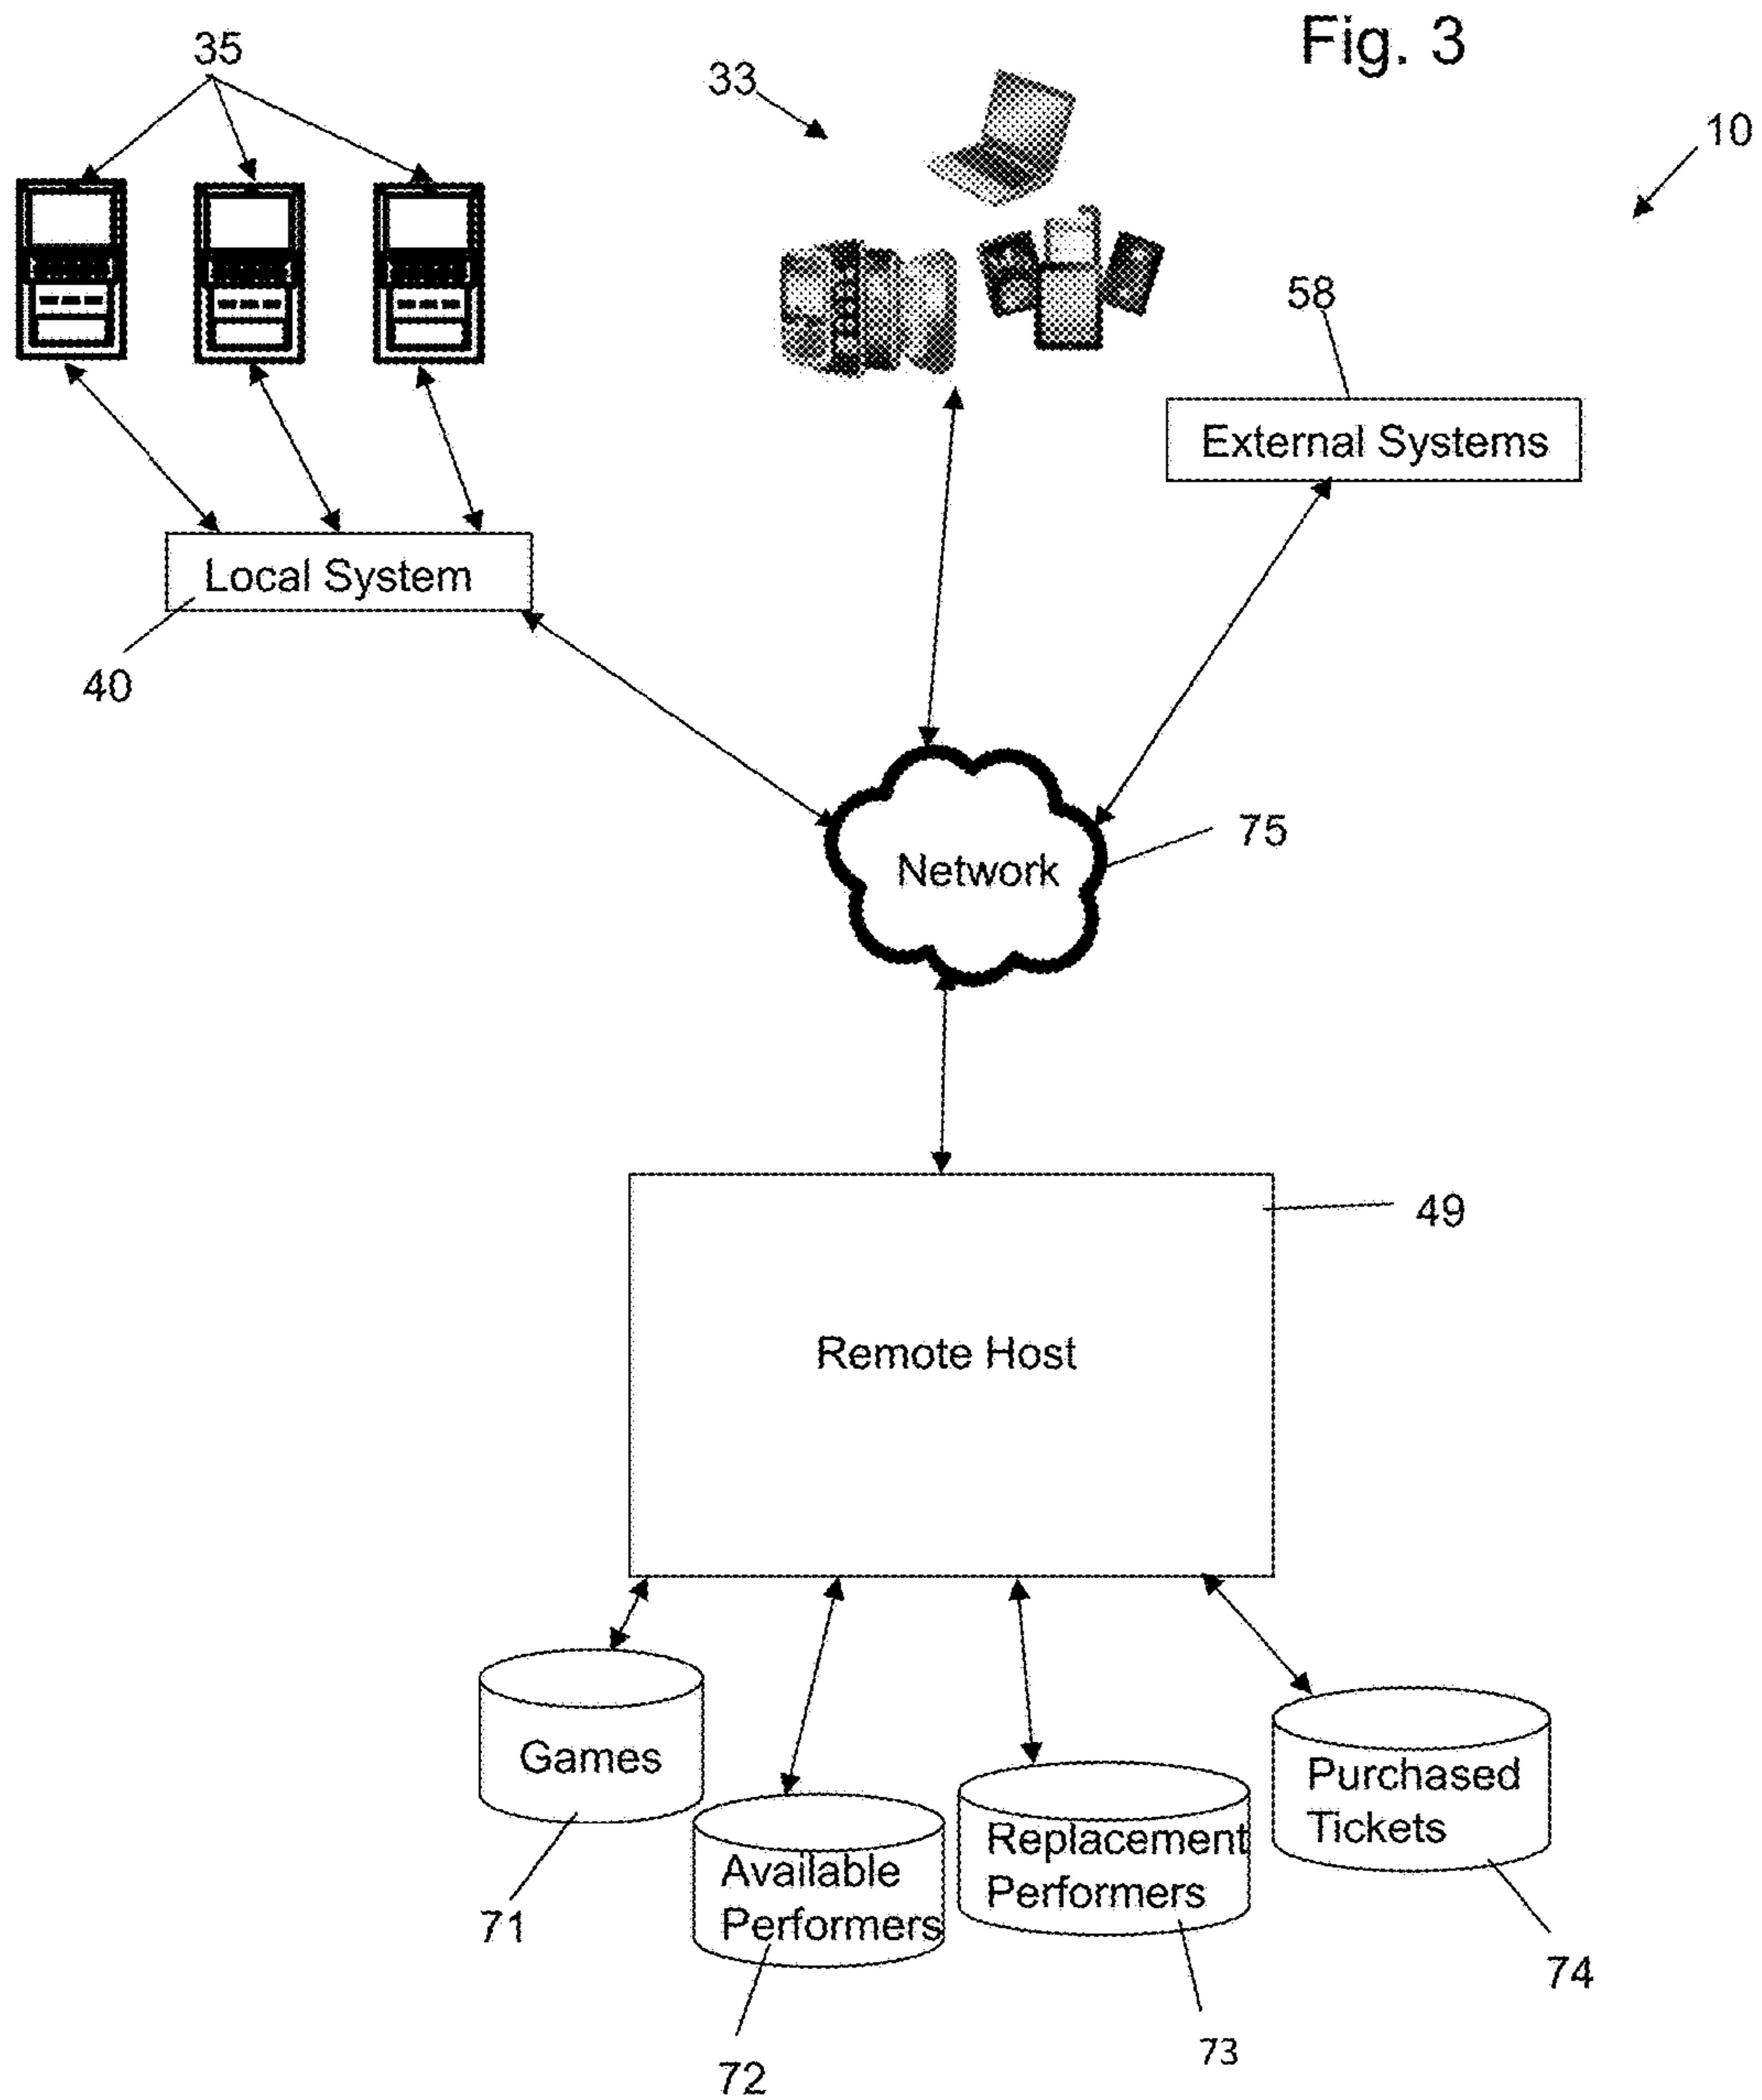 Fig. 3
35
33
10
58
External Systems
Local System
40
75
Network
49
Remote Host
Games
Purchased
Tickets
Replacement
Performers
Available
Performers
71
74
73
72